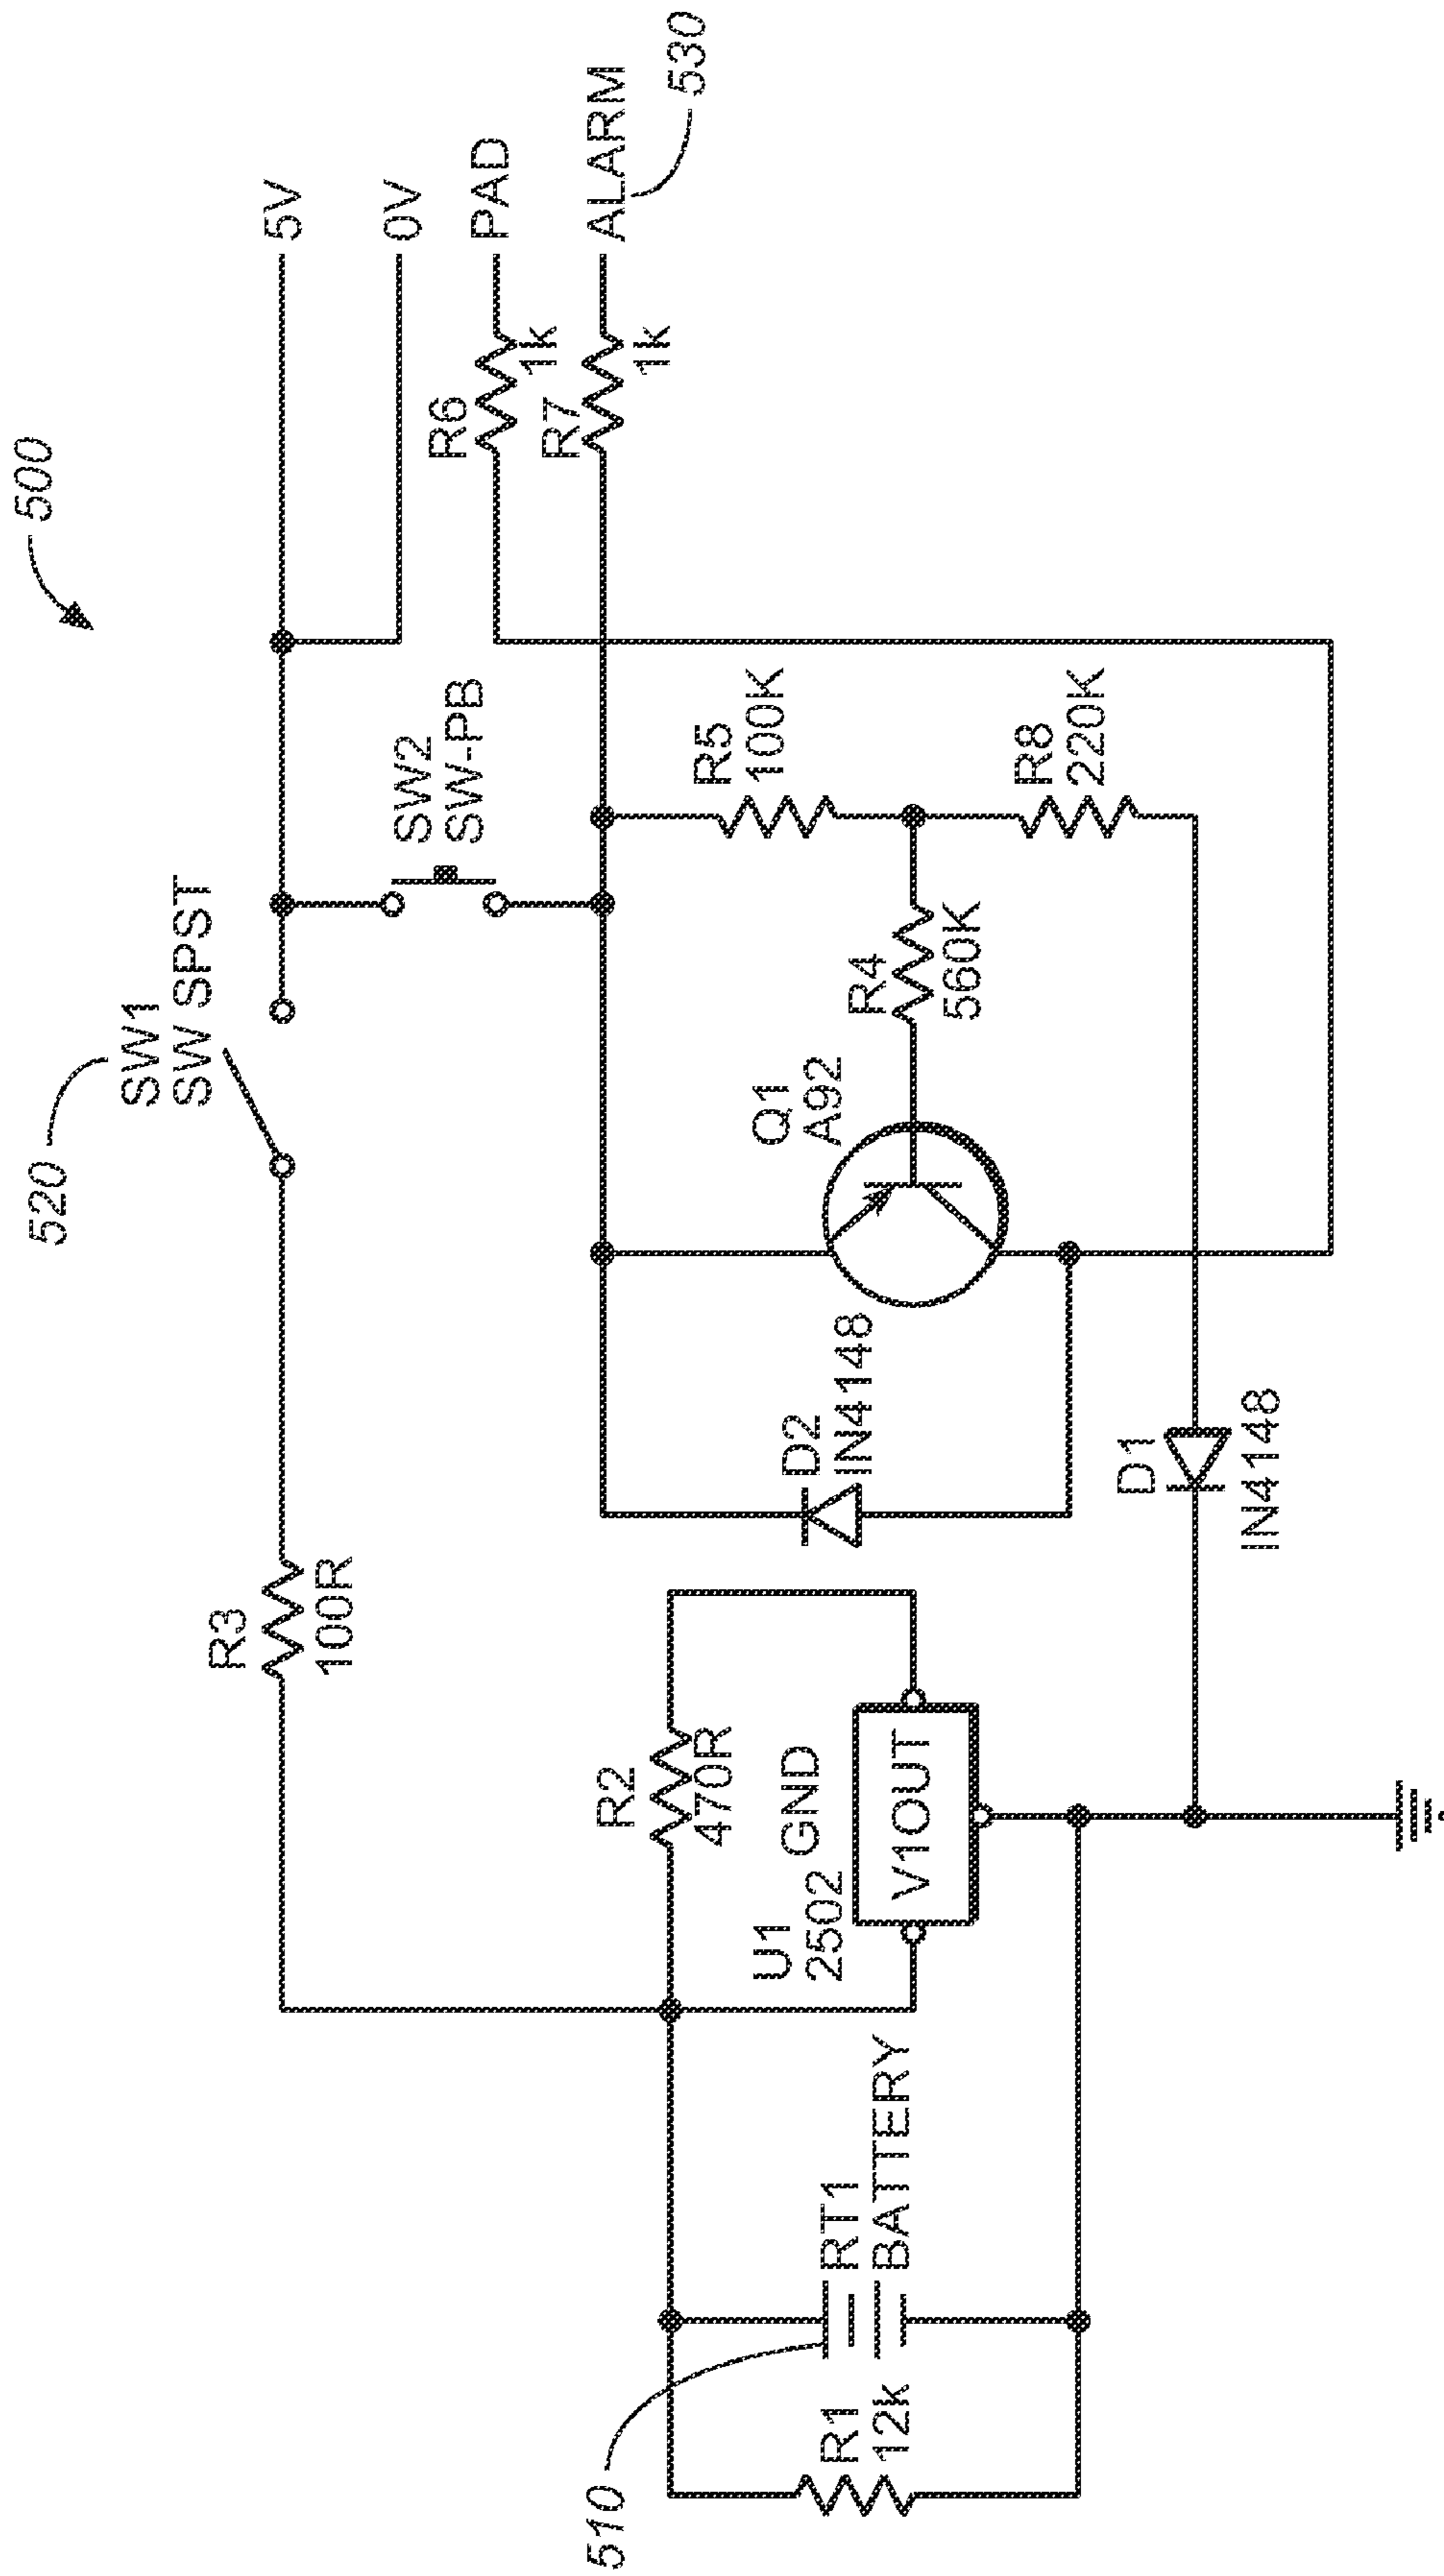 500
520
SW1
SW SPST
5V
0V
PAD
ALARM
530
R3
100R
SW2
SW-PB
R6
1k
R7
1k
R2
470R
U1
2502
GND
V1OUT
D2
IN4148
Q1
A92
R4
560K
R5
100K
R8
220K
D1
IN4148
510
RT1
BATTERY
R1
12k